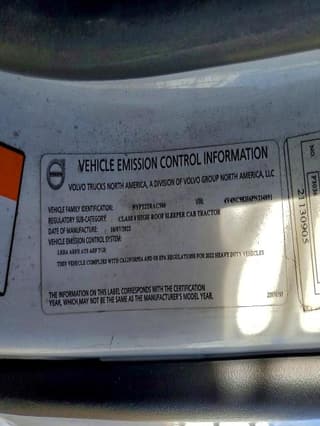 VEHICLE EMISSION CONTROL INFORMATION
VOLVO TRUCKS NORTH AMERICA, A DIVISION OF VOLVO GROUP NORTH AMERICA, LLC
VEHICLE FAMILY IDENTIFICATION: VIN:
REGULATORY SUB-CATEGORY: CLASS 8 HIGH ROOF SLEEPER CAB TRACTOR
DATE OF MANUFACTURE:
VEHICLE EMISSION CONTROL SYSTEM:
THIS VEHICLE COMPLIES WITH CALIFORNIA AND US EPA REGULATIONS FOR 2022 HEAVY DUTY VEHICLES
THE INFORMATION ON THIS LABEL CORRESPONDS WITH THE CERTIFICATION
YEAR, WHICH MAY NOT BE THE SAME AS THE MANUFACTURER'S MODEL YEAR.
NO.
21130905